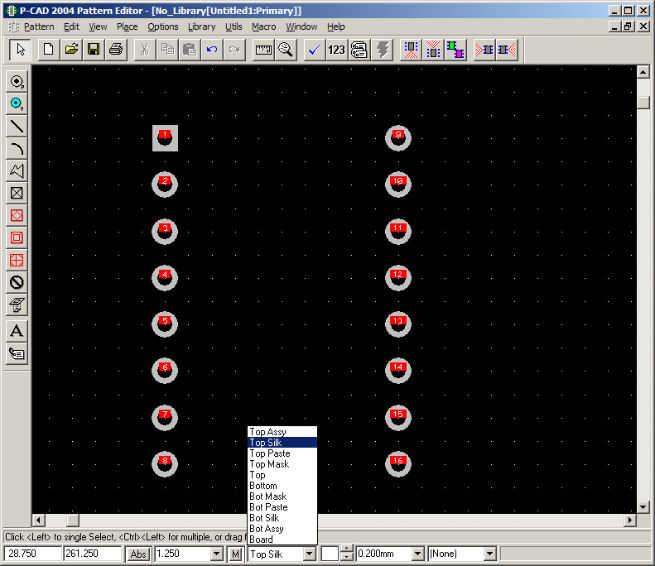 P-CAD 2004 Pattern Editor - [No_Library[Untitled1:Primary]]
Pattern Edit View Place Options Library Utils Macro Window Help
123
1 9
2 10
3 11
4 12
5 13
6 14
7 15
8 16
A
Top Assy
Top Silk
Top Paste
Top Mask
Top
Bottom
Bot Mask
Bot Paste
Bot Silk
Bot Assy
Board
Click <Left> to single Select, <Ctrl><Left> for multiple, or drag
28.750 261.250 Abs 1.250 M Top Silk 0.200mm (None)